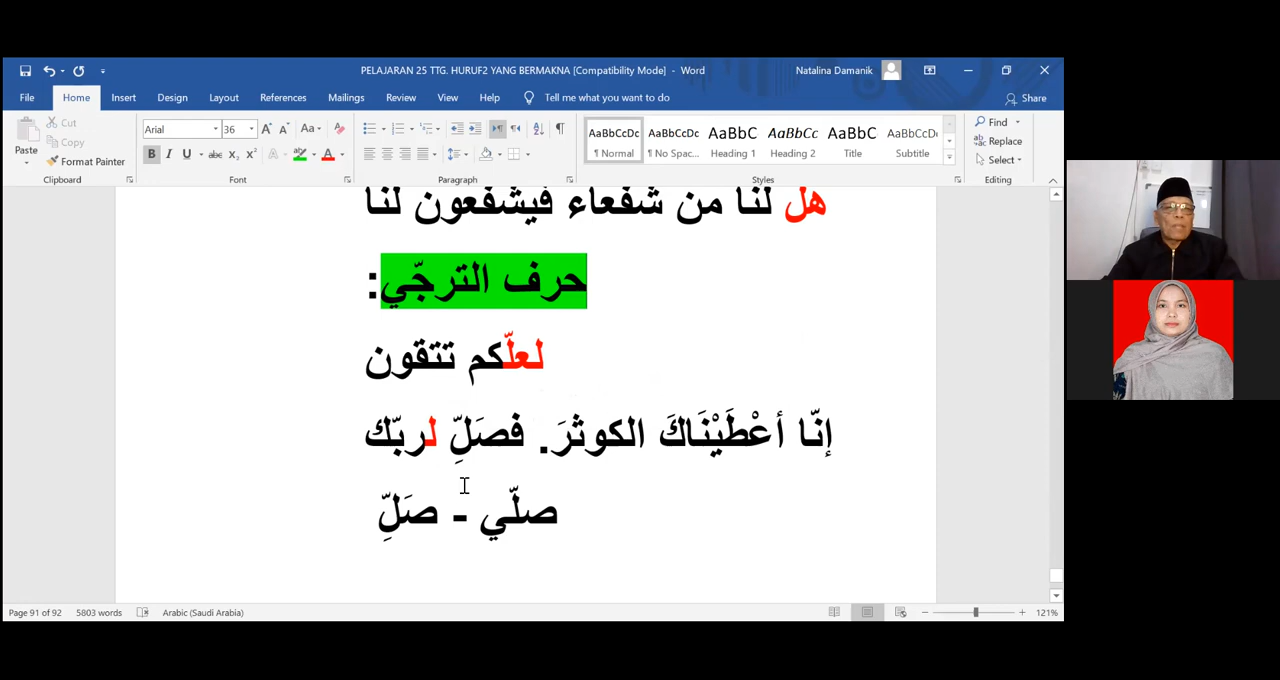 PELAJARAN 25 TTG. HURUF2 YANG BERMAKNA [Compatibility Mode] - Word
Natalina Damanik
File Home Insert Design Layout References Mailings Review View Help Tell me what you want to do Share
Paste Cut Copy Format Painter
Arial 36
AaBbCcDc AaBbCcDc AaBbC AaBbCc AaBbC AaBbCcD
¶ Normal ¶ No Spac... Heading 1 Heading 2 Title Subtitle
Find Replace Select
Clipboard Font Paragraph Styles Editing
هل لنا من شفعاء فيشفعون لنا
حرف الترجّي:
لعلّكم تتقون
إنّا أعْطَيْنَاكَ الكوثرَ. فصَلِّ لربّك
صلّي - صَلِّ
Page 91 of 92 5803 words Arabic (Saudi Arabia) 121%